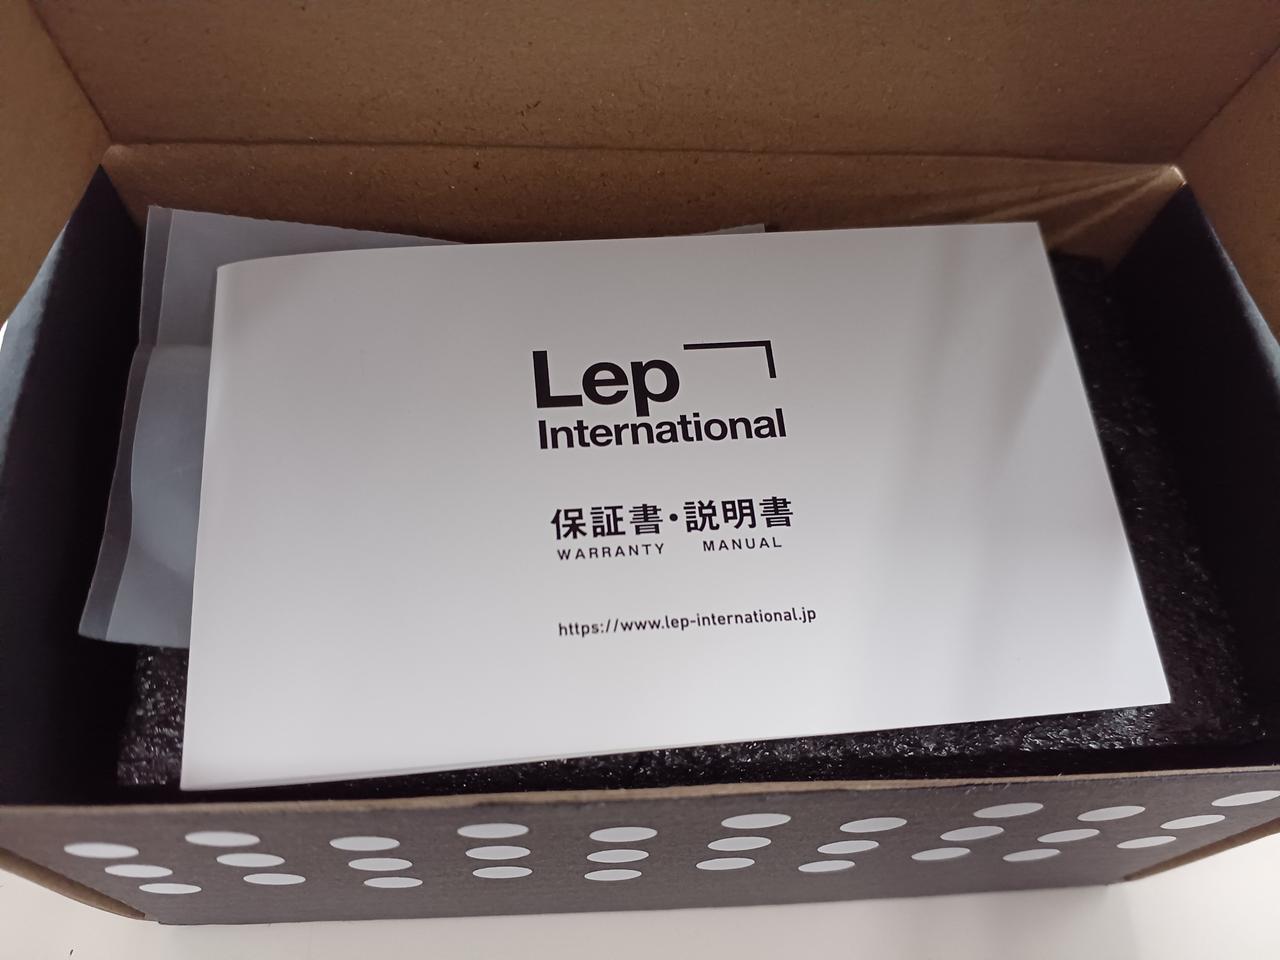 Lep
International
保証書・説明書
WARRANTY MANUAL
https://www.lep-international.jp